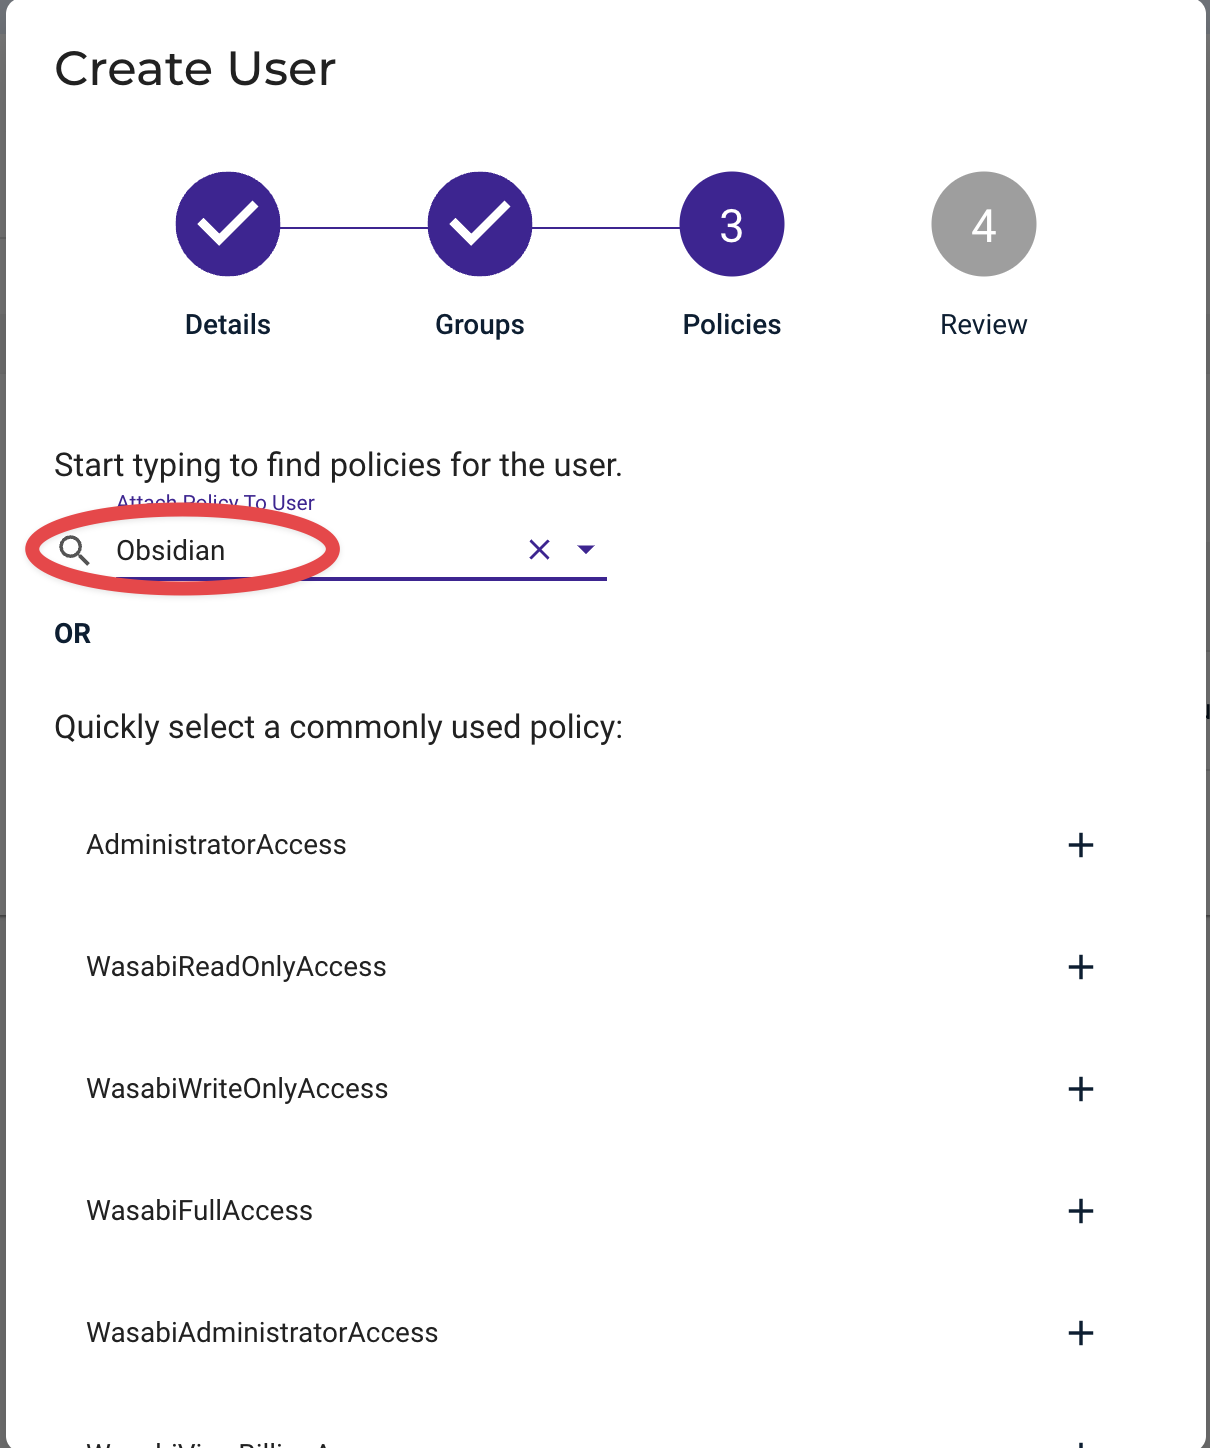 Create User
3
4
Details
Groups
Policies
Review
Start typing to find policies for the user.
Attach Policy To User
Obsidian
OR
Quickly select a commonly used policy:
AdministratorAccess
WasabiReadOnlyAccess
WasabiWriteOnlyAccess
WasabiFullAccess
WasabiAdministratorAccess